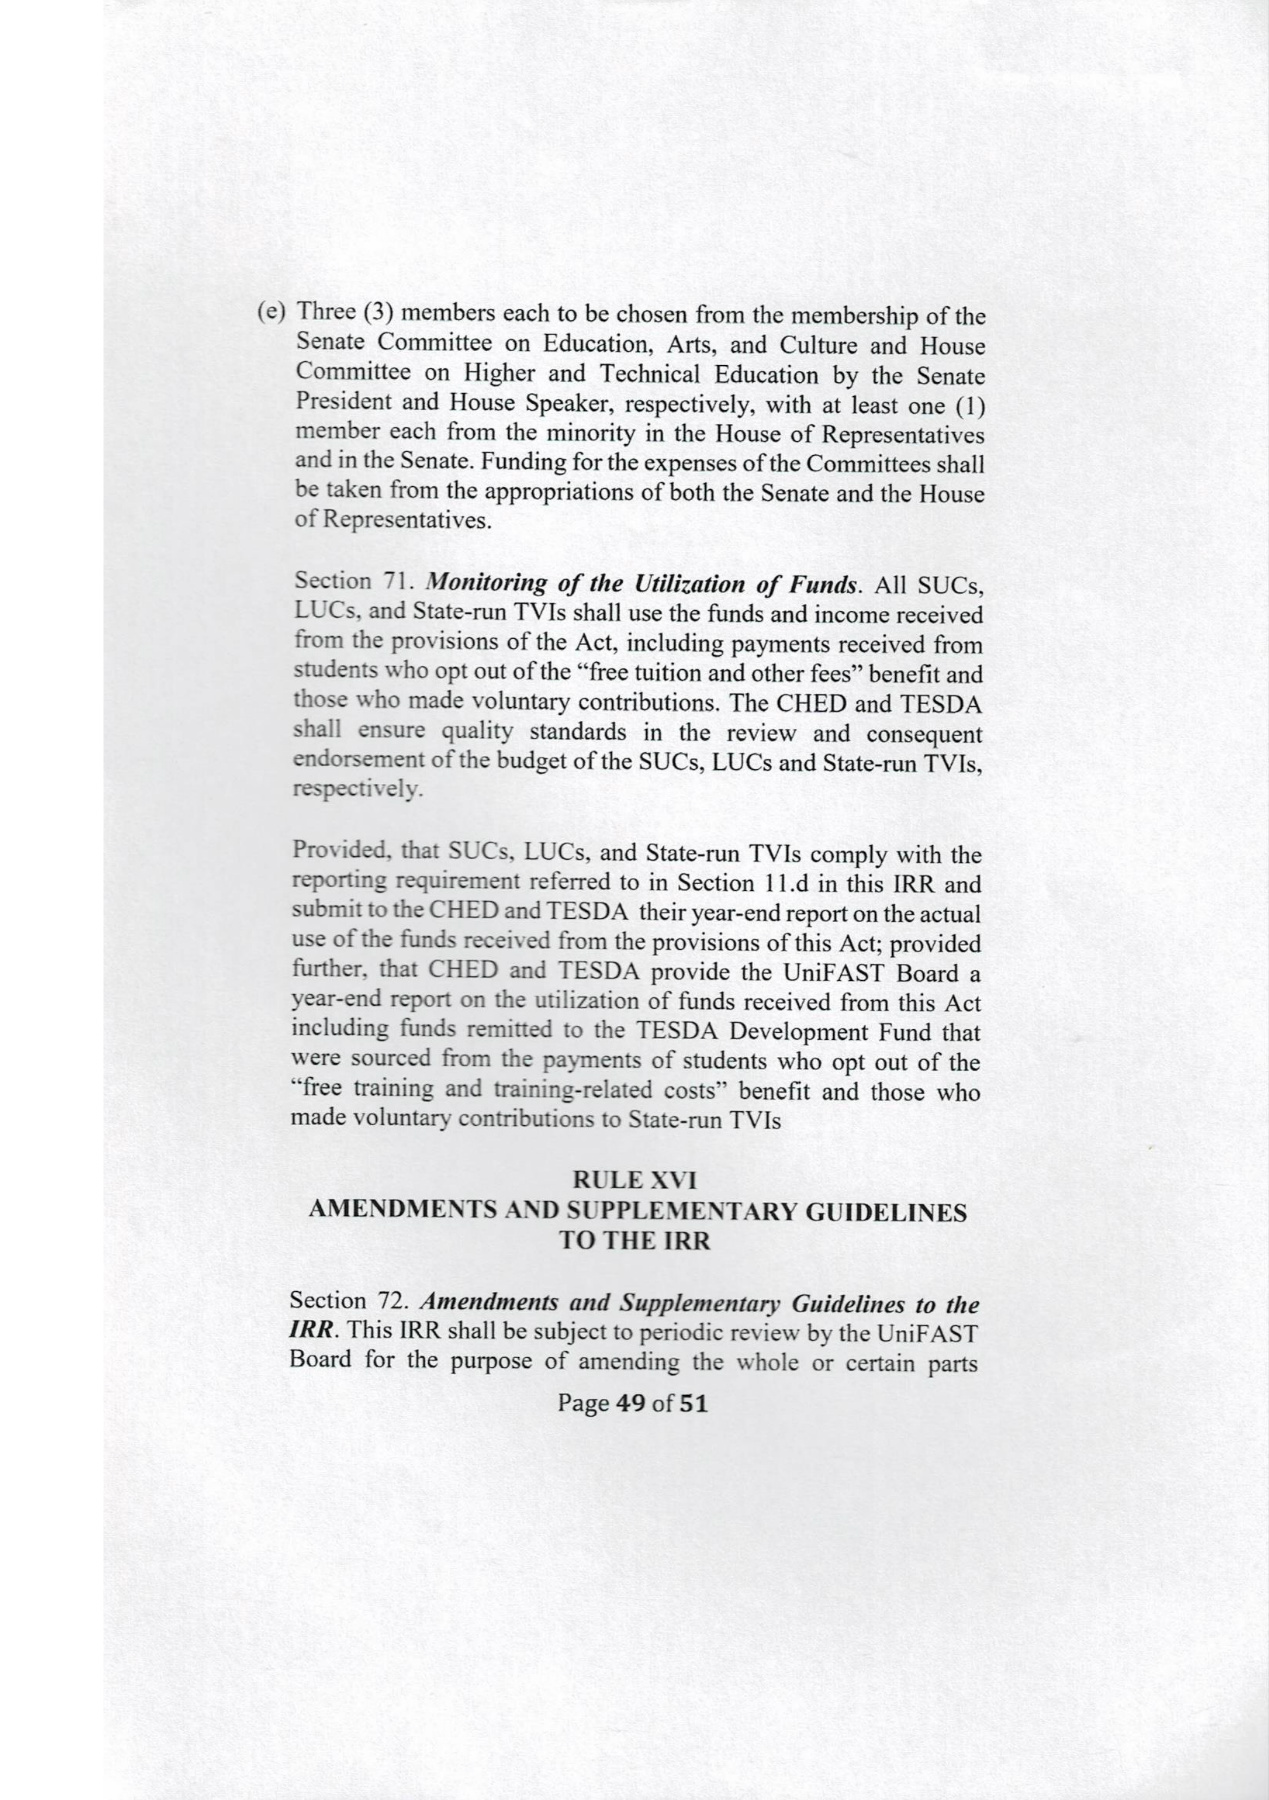 (e) Three (3) members each to be chosen from the membership of the
Senate Committee on Education, Arts, and Culture and House
Committee on Higher and Technical Education by the Senate
President and House Speaker, respectively, with at least one (1)
member each from the minority in the House of Representatives
and in the Senate. Funding for the expenses of the Committees shall
be taken from the appropriations of both the Senate and the House
of Representatives.
Section 71. Monitoring of the Utilization of Funds. All SUCs,
LUCs, and State-run TVIs shall use the funds and income received
from the provisions of the Act, including payments received from
students who opt out of the “free tuition and other fees” benefit and
those who made voluntary contributions. The CHED and TESDA
shall ensure quality standards in the review and consequent
endorsement of the budget of the SUCs, LUCs and State-run TVIs,
respectively.
Provided, that SUCs, LUCs, and State-run TVIs comply with the
reporting requirement referred to in Section 11.d in this IRR and
submit to the CHED and TESDA their year-end report on the actual
use of the funds received from the provisions of this Act; provided
further, that CHED and TESDA provide the UniFAST Board a
year-end report on the utilization of funds received from this Act
including funds remitted to the TESDA Development Fund that
were sourced from the payments of students who opt out of the
“free training and training-related costs” benefit and those who
made voluntary contributions to State-run TVIs
RULE XVI
AMENDMENTS AND SUPPLEMENTARY GUIDELINES
TO THE IRR
Section 72. Amendments and Supplementary Guidelines to the
IRR. This IRR shall be subject to periodic review by the UniFAST
Board for the purpose of amending the whole or certain parts
Page 49 of 51